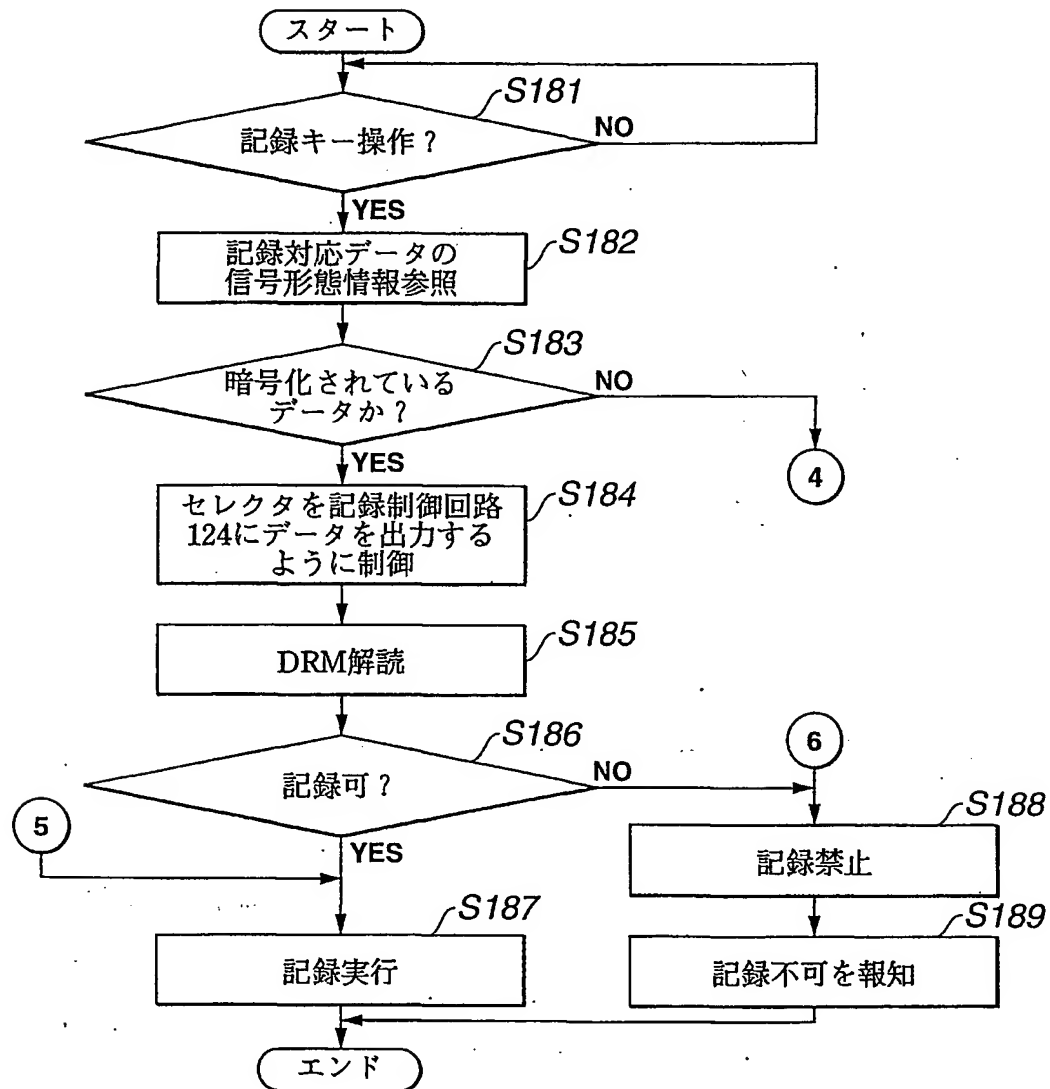 スタート
S181
記録キー操作?
NO
YES
S182
記録対応データの
信号形態情報参照
S183
暗号化されている
データか?
NO
4
YES
S184
セレクタを記録制御回路
124にデータを出力する
ように制御
S185
DRM解読
S186
記録可?
NO
6
5
YES
S188
記録禁止
S187
記録実行
S189
記録不可を報知
エンド